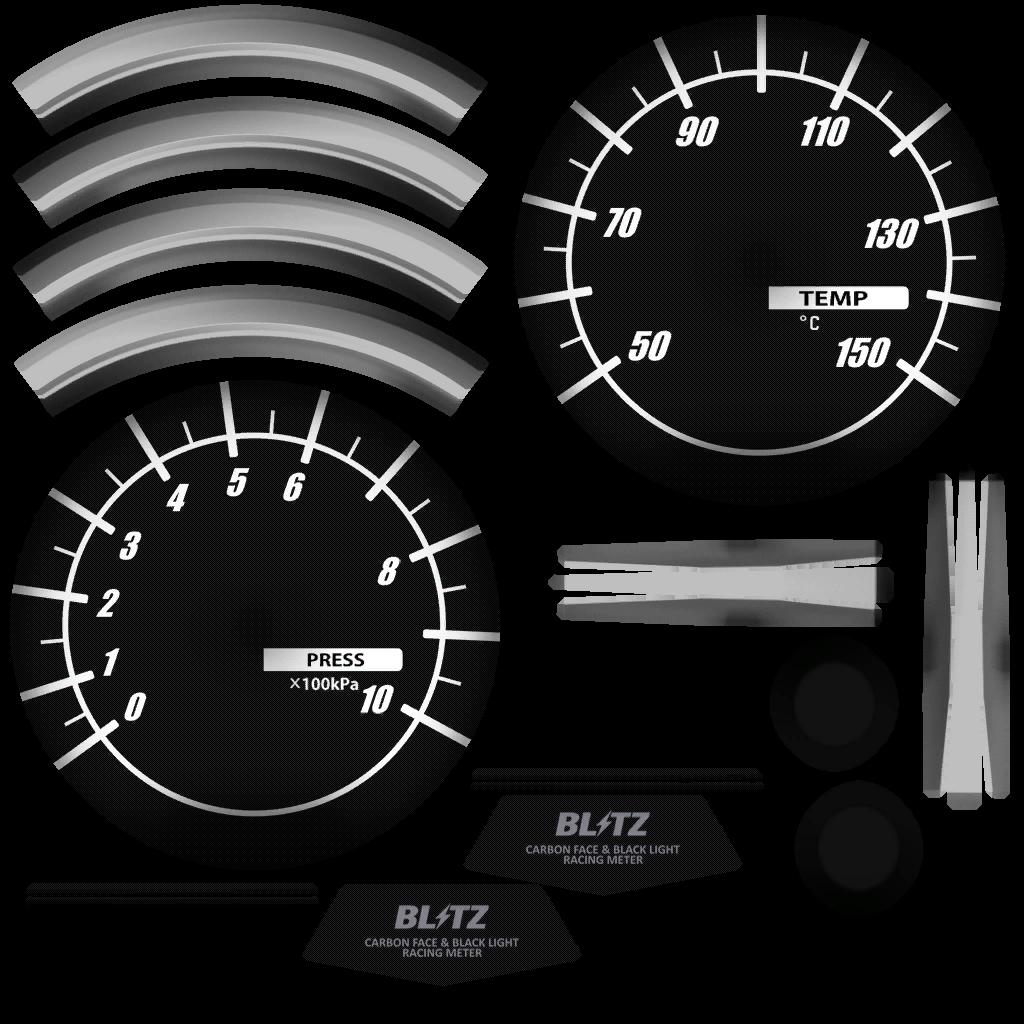 90
110
70
130
TEMP
°C
50
150
5
6
4
3
8
2
PRESS
1
×100kPa
0
10
BLITZ
CARBON FACE & BLACK LIGHT
RACING METER
BLITZ
CARBON FACE & BLACK LIGHT
RACING METER